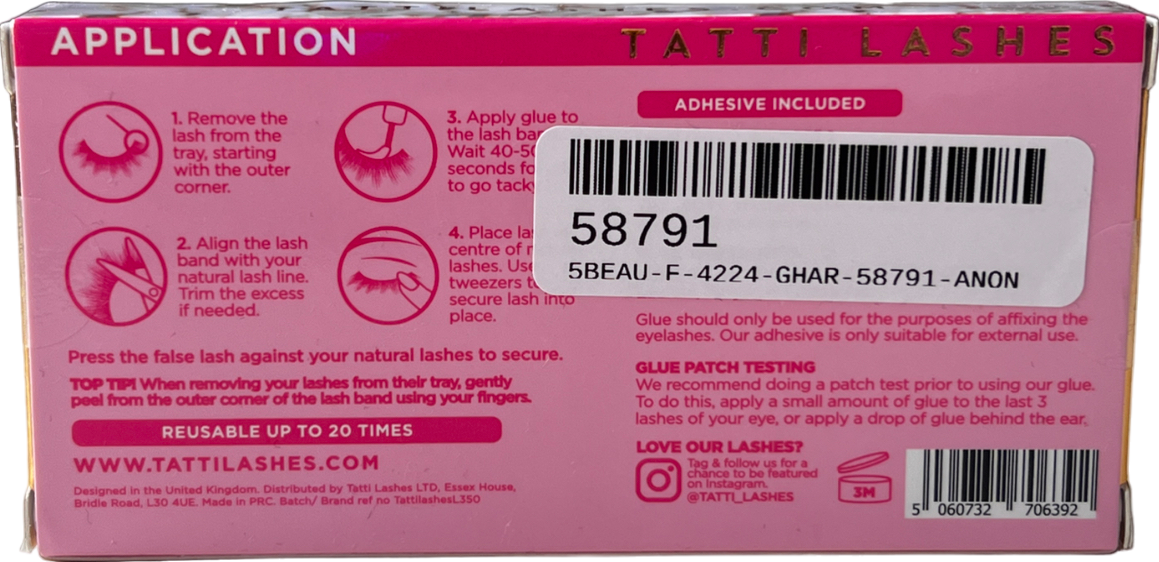 APPLICATION
TATTI LASHES
1. Remove the
lash from the
tray, starting
with the outer
corner.
2. Align the lash
band with your
natural lash line.
Trim the excess
if needed.
3. Apply glue to
the lash
Wait
seconds
to go tacky
4. Place
centre of
lashes. Use
tweezers
secure lash into
place.
Press the false lash against your natural lashes to secure.
TOP TIP! When removing your lashes from their tray, gently
peel from the outer corner of the lash band using your fingers.
REUSABLE UP TO 20 TIMES
WWW.TATTILASHES.COM
Designed in the United Kingdom. Distributed by Tatti Lashes LTD, Essex House,
Bridle Road, L30 4UE. Made in PRC. Batch/ Brand ref no TattilashesL350
ADHESIVE INCLUDED
58791
5BEAU-F-4224-GHAR-58791-ANON
Glue should only be used for the purposes of affixing the
eyelashes. Our adhesive is only suitable for external use.
GLUE PATCH TESTING
We recommend doing a patch test prior to using our glue.
To do this, apply a small amount of glue to the last 3
lashes of your eye, or apply a drop of glue behind the ear.
LOVE OUR LASHES?
Tag & follow us for a
chance to be featured
on Instagram.
@TATTI_LASHES
3M
5 060732 706392